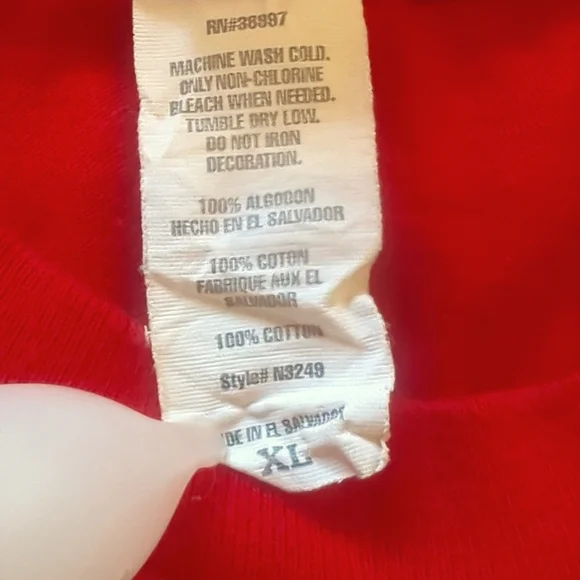 RN#38997
MACHINE WASH COLD.
ONLY NON-CHLORINE
BLEACH WHEN NEEDED.
TUMBLE DRY LOW.
DO NOT IRON
DECORATION.
100% ALGODON
HECHO EN EL SALVADOR
100% COTON
FABRIQUE AUX EL
SALVADOR
100% COTTON
Style# N3249
DE IN EL SALVADOR
XL